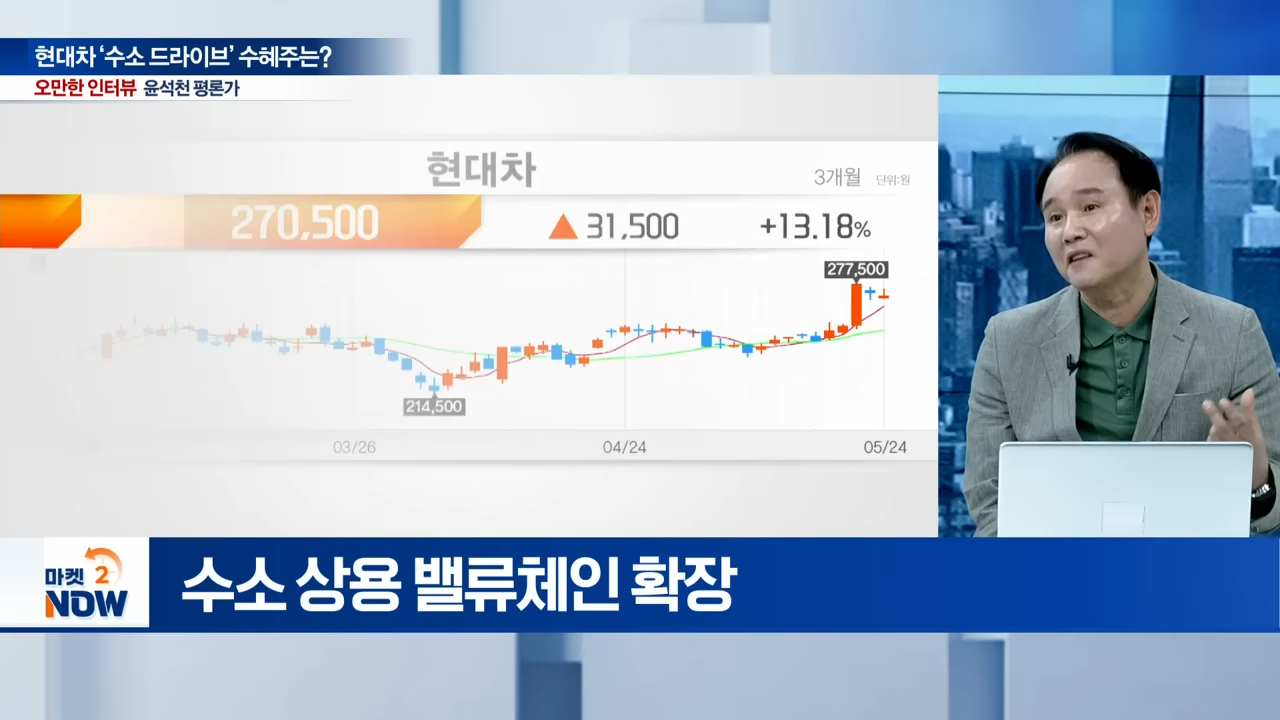 현대차 ‘수소 드라이브’ 수혜주는?
오만한 인터뷰 윤석천 평론가
현대차
3개월 단위:원
270,500 ▲ 31,500 +13.18%
277,500
214,500
03/26 04/24 05/24
마켓 2
NOW
수소 상용 밸류체인 확장